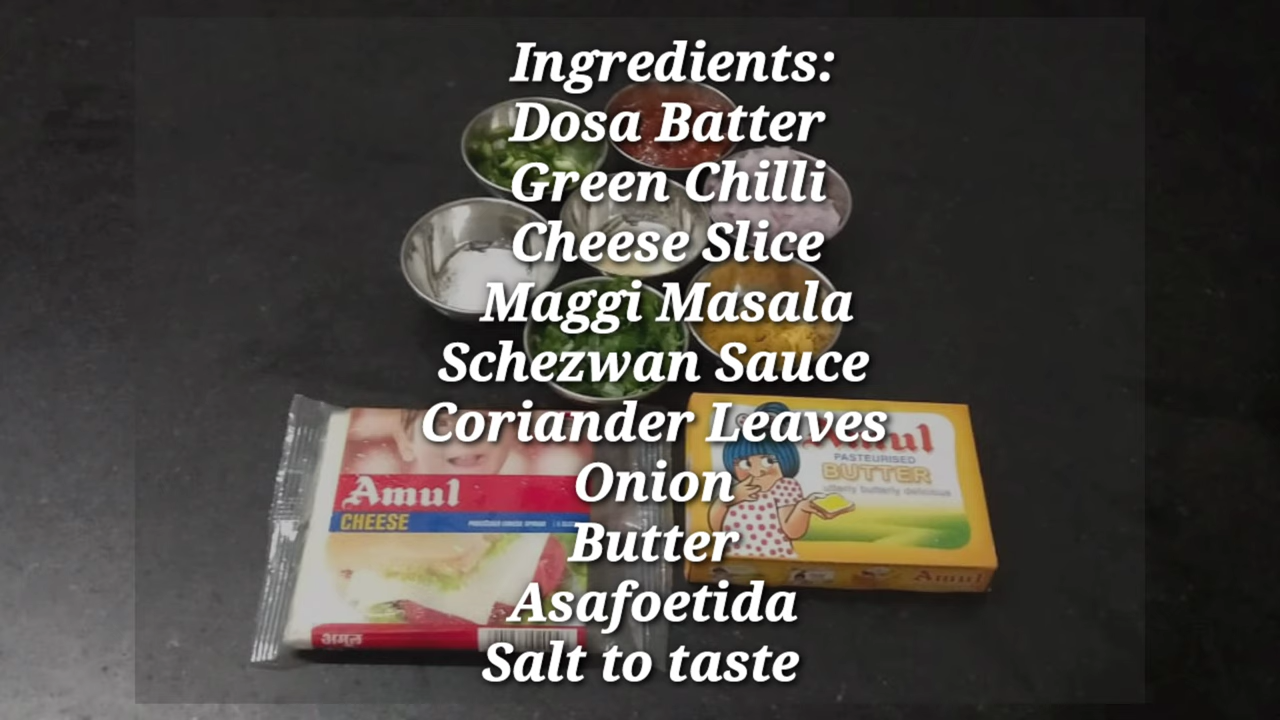 Ingredients:
Dosa Batter
Green Chilli
Cheese Slice
Maggi Masala
Schezwan Sauce
Coriander Leaves
Onion
Butter
Asafoetida
Salt to taste
Amul
CHEESE
अमूल
Amul
PASTEURISED
BUTTER
utterly butterly delicious
Amul